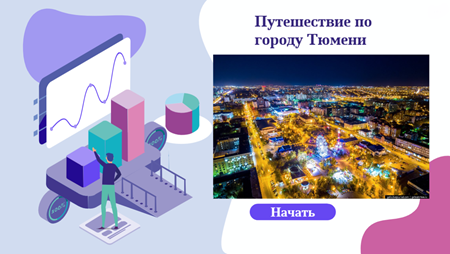 Путешествие по
городу Тюмени
Начать